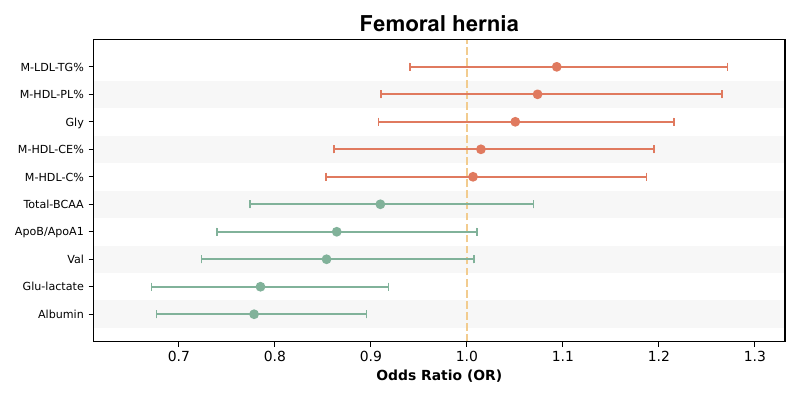 Femoral hernia
M-LDL-TG%
M-HDL-PL%
Gly
M-HDL-CE%
M-HDL-C%
Total-BCAA
ApoB/ApoA1
Val
Glu-lactate
Albumin
0.7 0.8 0.9 1.0 1.1 1.2 1.3
Odds Ratio (OR)